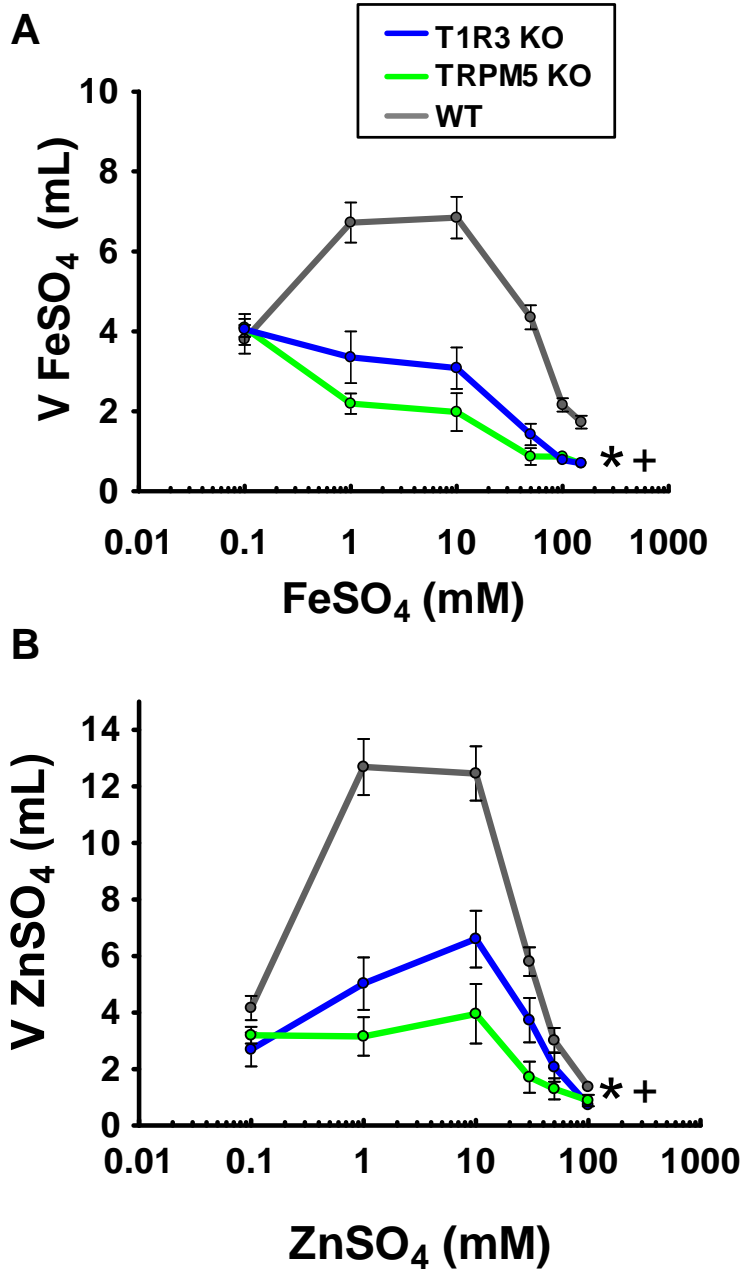 A
T1R3 KO
TRPM5 KO
WT
10
8
6
4
2
0
V FeSO₄ (mL)
* +
0.01 0.1 1 10 100 1000
FeSO₄ (mM)
B
14
12
10
8
6
4
2
0
V ZnSO₄ (mL)
* +
0.01 0.1 1 10 100 1000
ZnSO₄ (mM)